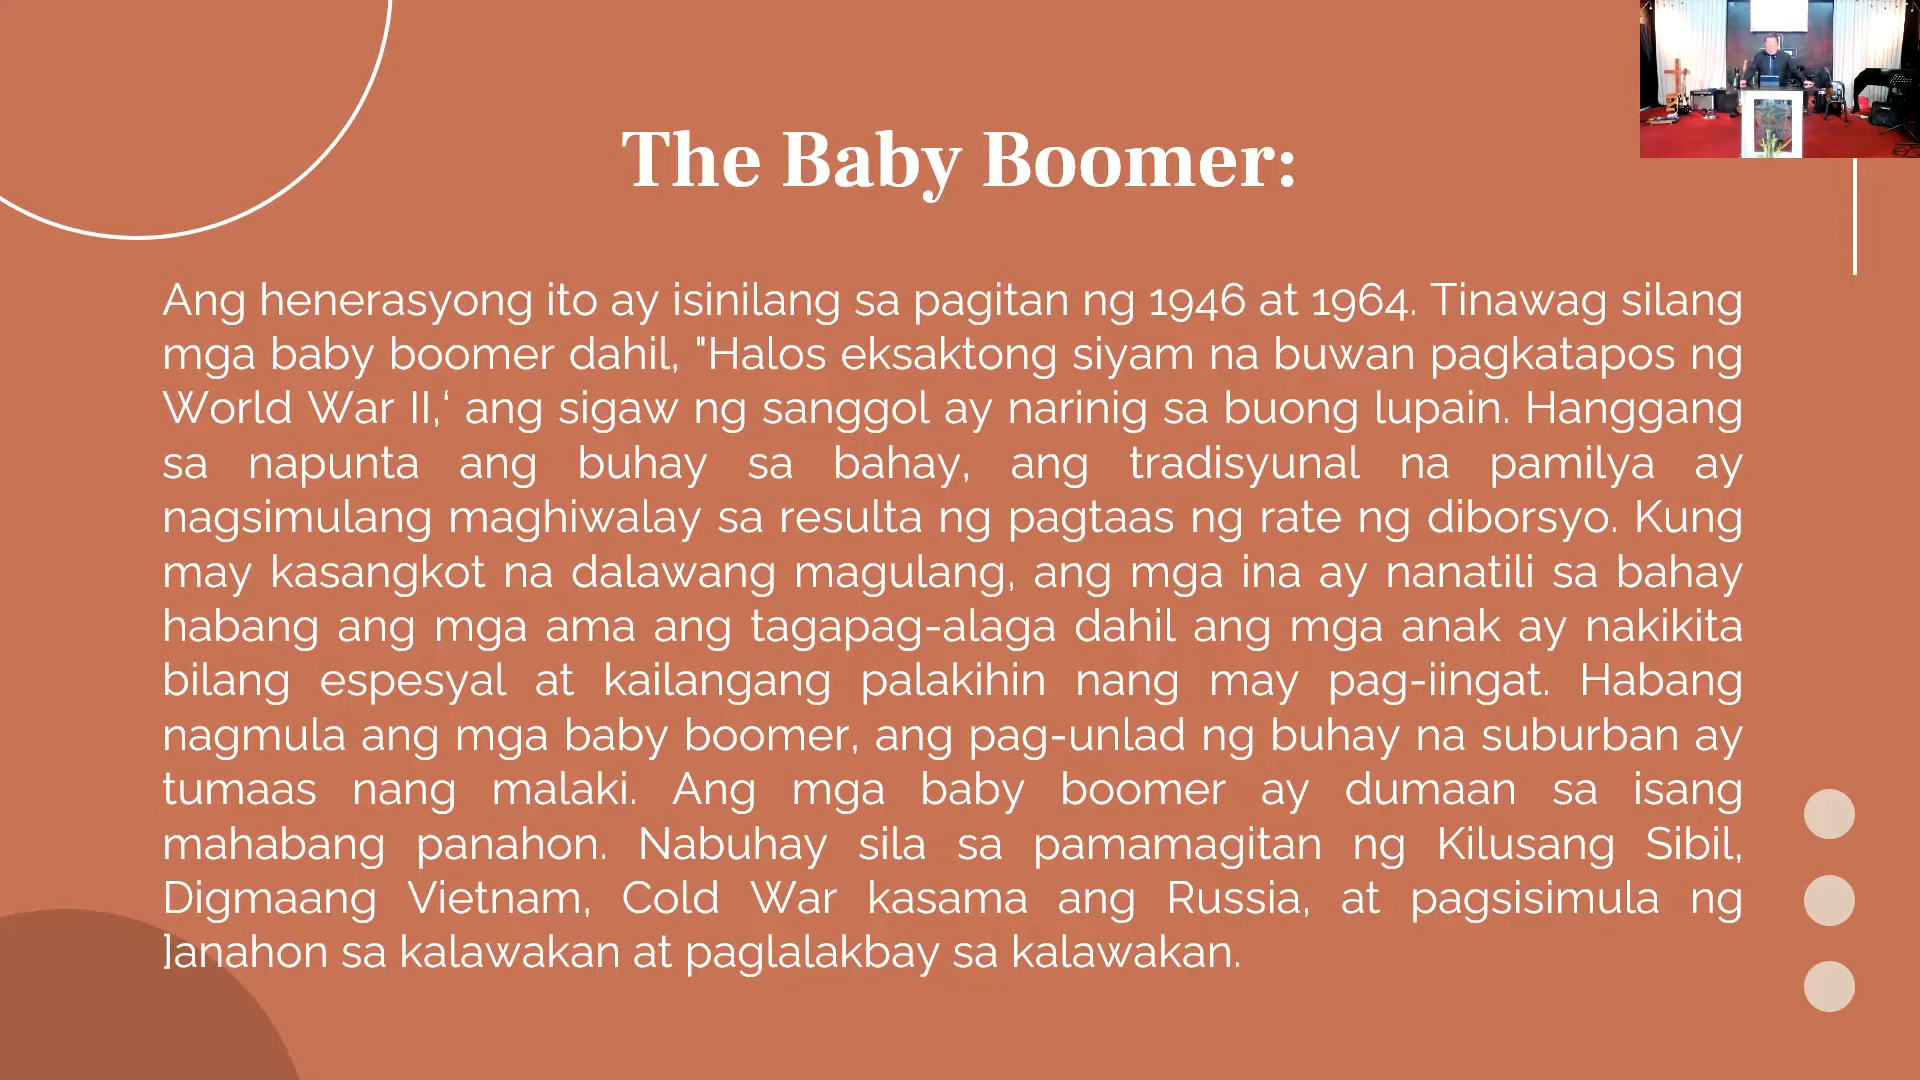 The Baby Boomer:
Ang henerasyong ito ay isinilang sa pagitan ng 1946 at 1964. Tinawag silang
mga baby boomer dahil, "Halos eksaktong siyam na buwan pagkatapos ng
World War II,‘ ang sigaw ng sanggol ay narinig sa buong lupain. Hanggang
sa napunta ang buhay sa bahay, ang tradisyunal na pamilya ay
nagsimulang maghiwalay sa resulta ng pagtaas ng rate ng diborsyo. Kung
may kasangkot na dalawang magulang, ang mga ina ay nanatili sa bahay
habang ang mga ama ang tagapag-alaga dahil ang mga anak ay nakikita
bilang espesyal at kailangang palakihin nang may pag-iingat. Habang
nagmula ang mga baby boomer, ang pag-unlad ng buhay na suburban ay
tumaas nang malaki. Ang mga baby boomer ay dumaan sa isang
mahabang panahon. Nabuhay sila sa pamamagitan ng Kilusang Sibil,
Digmaang Vietnam, Cold War kasama ang Russia, at pagsisimula ng
]anahon sa kalawakan at paglalakbay sa kalawakan.